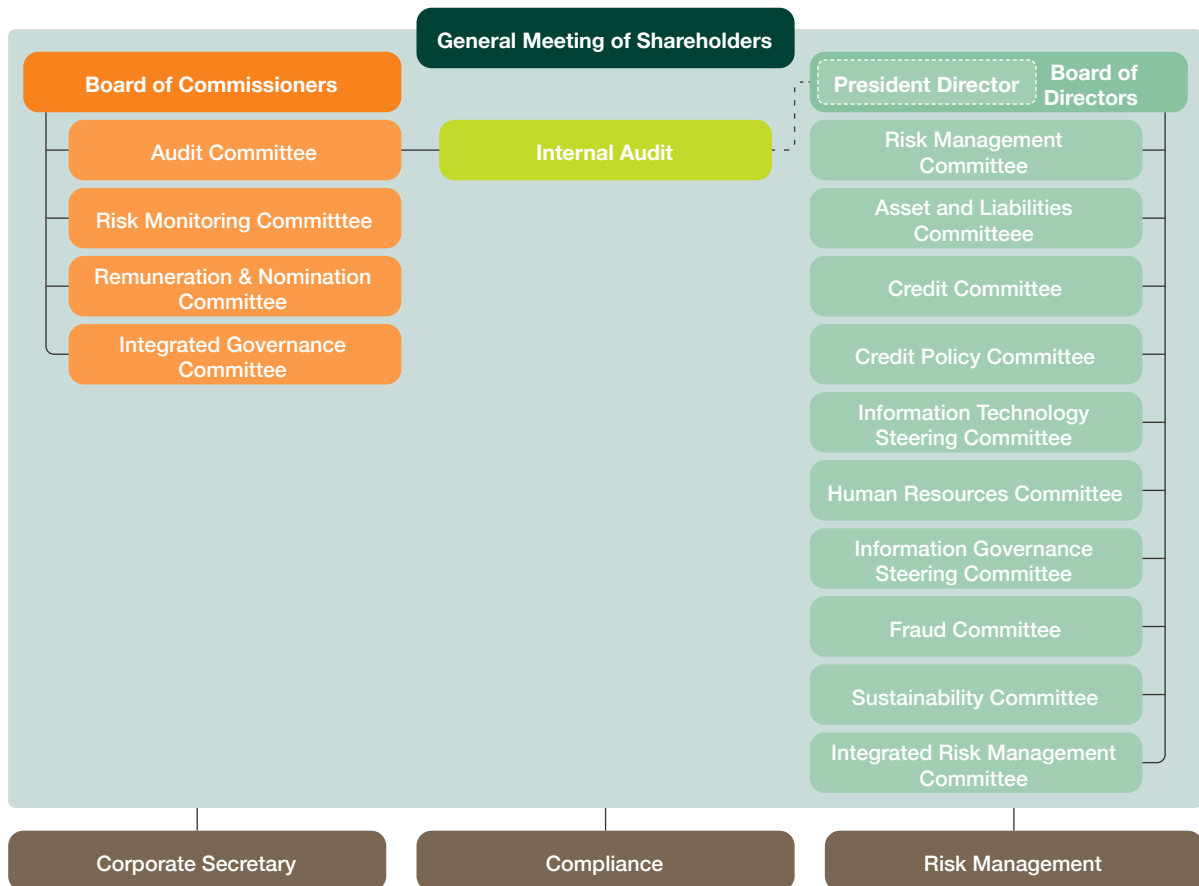 General Meeting of Shareholders
Board of Commissioners
Audit Committee
Risk Monitoring Committtee
Remuneration & Nomination
Committee
Integrated Governance
Committee
Internal Audit
President Director
Board of
Directors
Risk Management
Committee
Asset and Liabilities
Committeee
Credit Committee
Credit Policy Committee
Information Technology
Steering Committee
Human Resources Committee
Information Governance
Steering Committee
Fraud Committee
Sustainability Committee
Integrated Risk Management
Committee
Corporate Secretary
Compliance
Risk Management